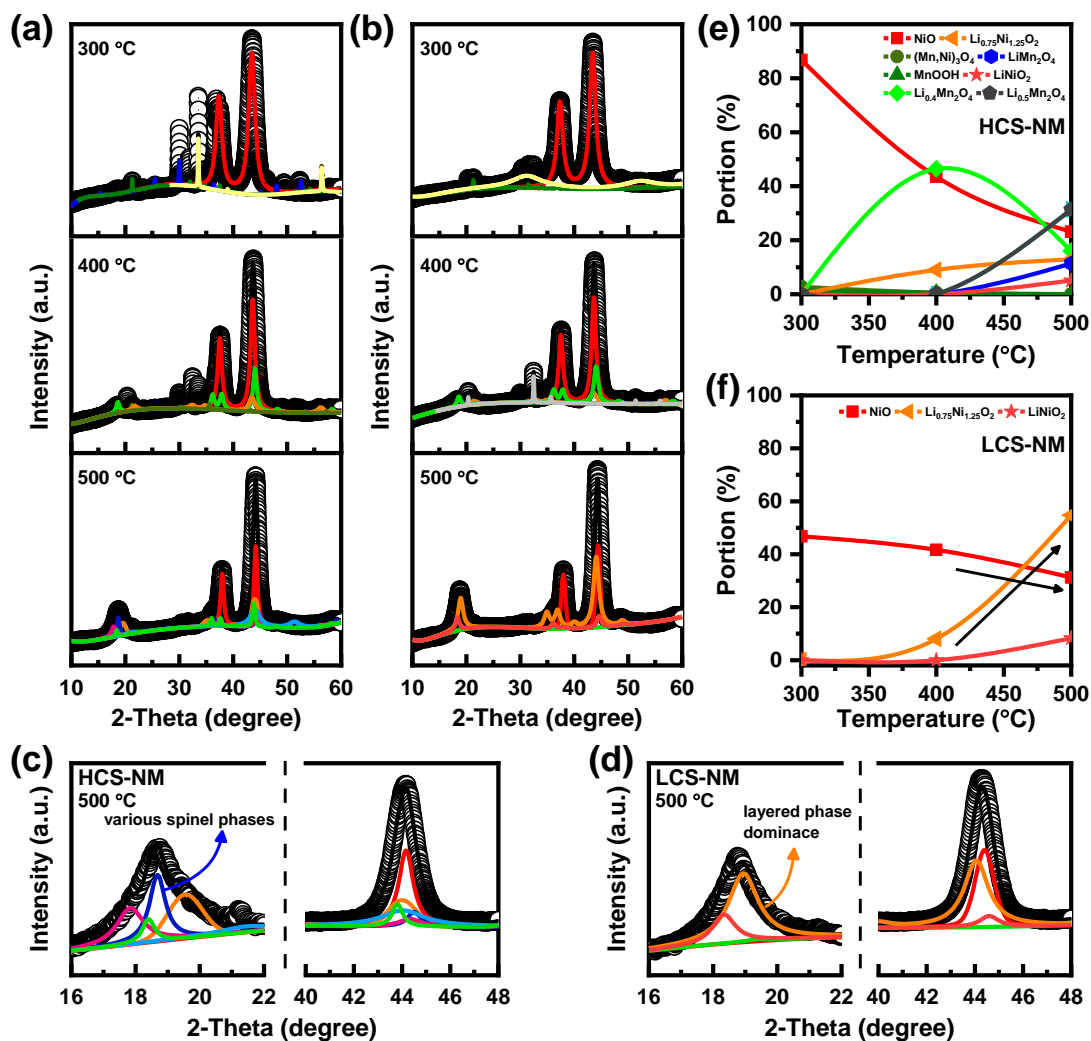 (a)
300 °C
400 °C
500 °C
Intensity (a.u.)
10 20 30 40 50 60
2-Theta (degree)
(b)
300 °C
400 °C
500 °C
Intensity (a.u.)
10 20 30 40 50 60
2-Theta (degree)
(e)
100
80
60
40
20
0
Portion (%)
NiO Li0.75Ni1.25O2
(Mn,Ni)3O4 LiMn2O4
MnOOH LiNiO2
Li0.4Mn2O4 Li0.5Mn2O4
HCS-NM
300 350 400 450 500
Temperature (°C)
(f)
100
80
60
40
20
0
Portion (%)
NiO Li0.75Ni1.25O2 LiNiO2
LCS-NM
300 350 400 450 500
Temperature (°C)
(c)
HCS-NM
500 °C
various spinel phases
Intensity (a.u.)
16 18 20 22 40 42 44 46 48
2-Theta (degree)
(d)
LCS-NM
500 °C
layered phase
dominace
Intensity (a.u.)
16 18 20 22 40 42 44 46 48
2-Theta (degree)